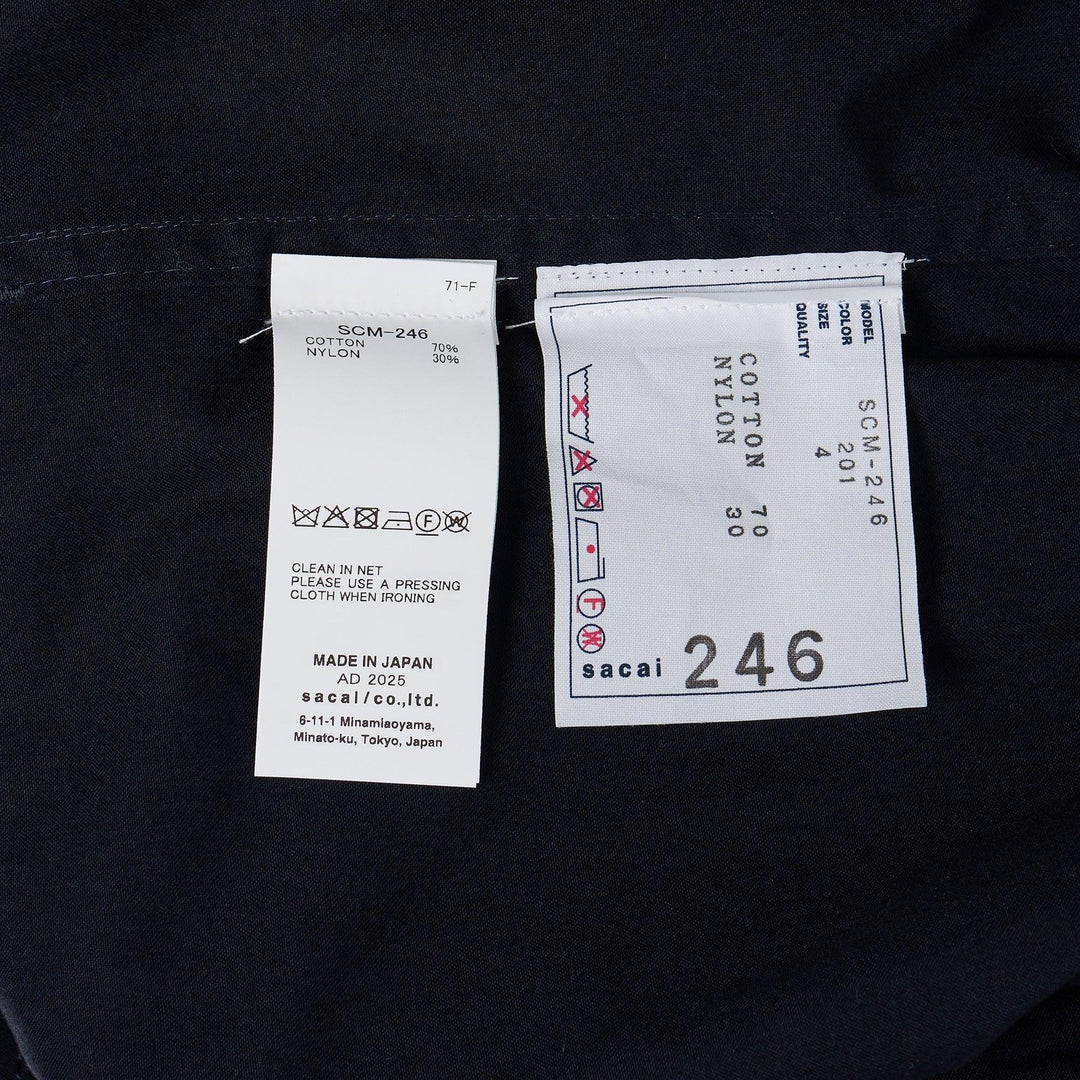 71-F
SCM-246
COTTON 70%
NYLON 30%
CLEAN IN NET
PLEASE USE A PRESSING
CLOTH WHEN IRONING
MADE IN JAPAN
AD 2025
sacai/co.,ltd.
6-11-1 Minamiaoyama,
Minato-ku, Tokyo, Japan
MODEL SCM-246
COLOR 201
SIZE 4
QUALITY
COTTON 70
NYLON 30
sacai 246